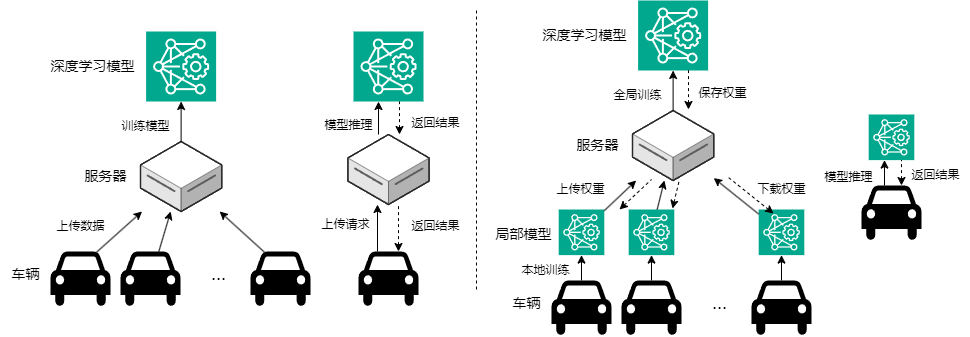 深度学习模型
训练模型
服务器
上传数据
车辆
...
模型推理
返回结果
上传请求
返回结果
深度学习模型
全局训练
保存权重
服务器
上传权重
下载权重
局部模型
本地训练
车辆
...
模型推理
返回结果